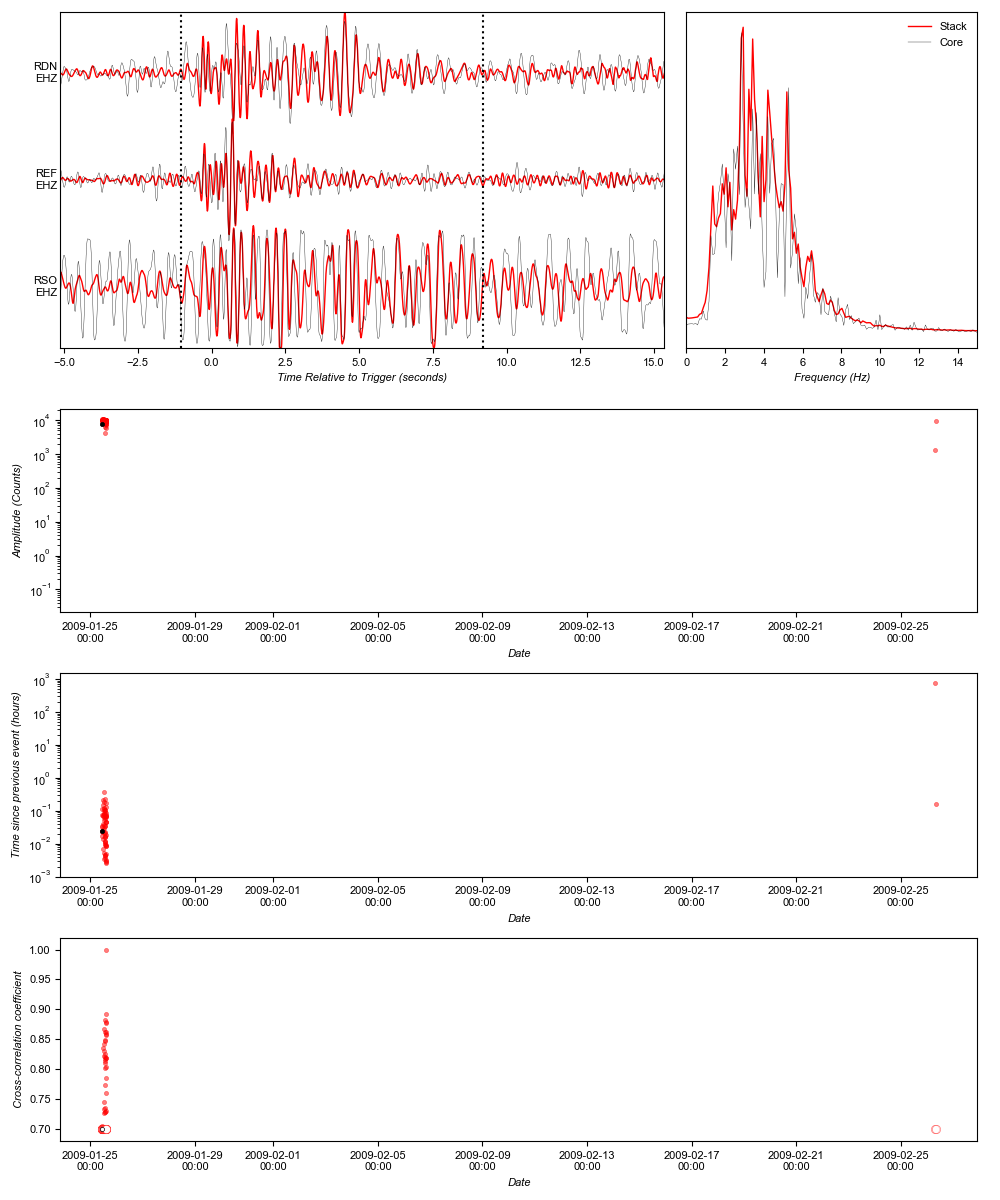 RDN
EHZ
REF
EHZ
RSO
EHZ
−5.0 −2.5 0.0 2.5 5.0 7.5 10.0 12.5 15.0
Time Relative to Trigger (seconds)
Stack
Core
0 2 4 6 8 10 12 14
Frequency (Hz)
10⁴
10³
10²
10¹
10⁰
10⁻¹
Amplitude (Counts)
2009-01-25 2009-01-29 2009-02-01 2009-02-05 2009-02-09 2009-02-13 2009-02-17 2009-02-21 2009-02-25
00:00 00:00 00:00 00:00 00:00 00:00 00:00 00:00 00:00
Date
10³
10²
10¹
10⁰
10⁻¹
10⁻²
10⁻³
Time since previous event (hours)
2009-01-25 2009-01-29 2009-02-01 2009-02-05 2009-02-09 2009-02-13 2009-02-17 2009-02-21 2009-02-25
00:00 00:00 00:00 00:00 00:00 00:00 00:00 00:00 00:00
Date
1.00
0.95
0.90
0.85
0.80
0.75
0.70
Cross-correlation coefficient
2009-01-25 2009-01-29 2009-02-01 2009-02-05 2009-02-09 2009-02-13 2009-02-17 2009-02-21 2009-02-25
00:00 00:00 00:00 00:00 00:00 00:00 00:00 00:00 00:00
Date